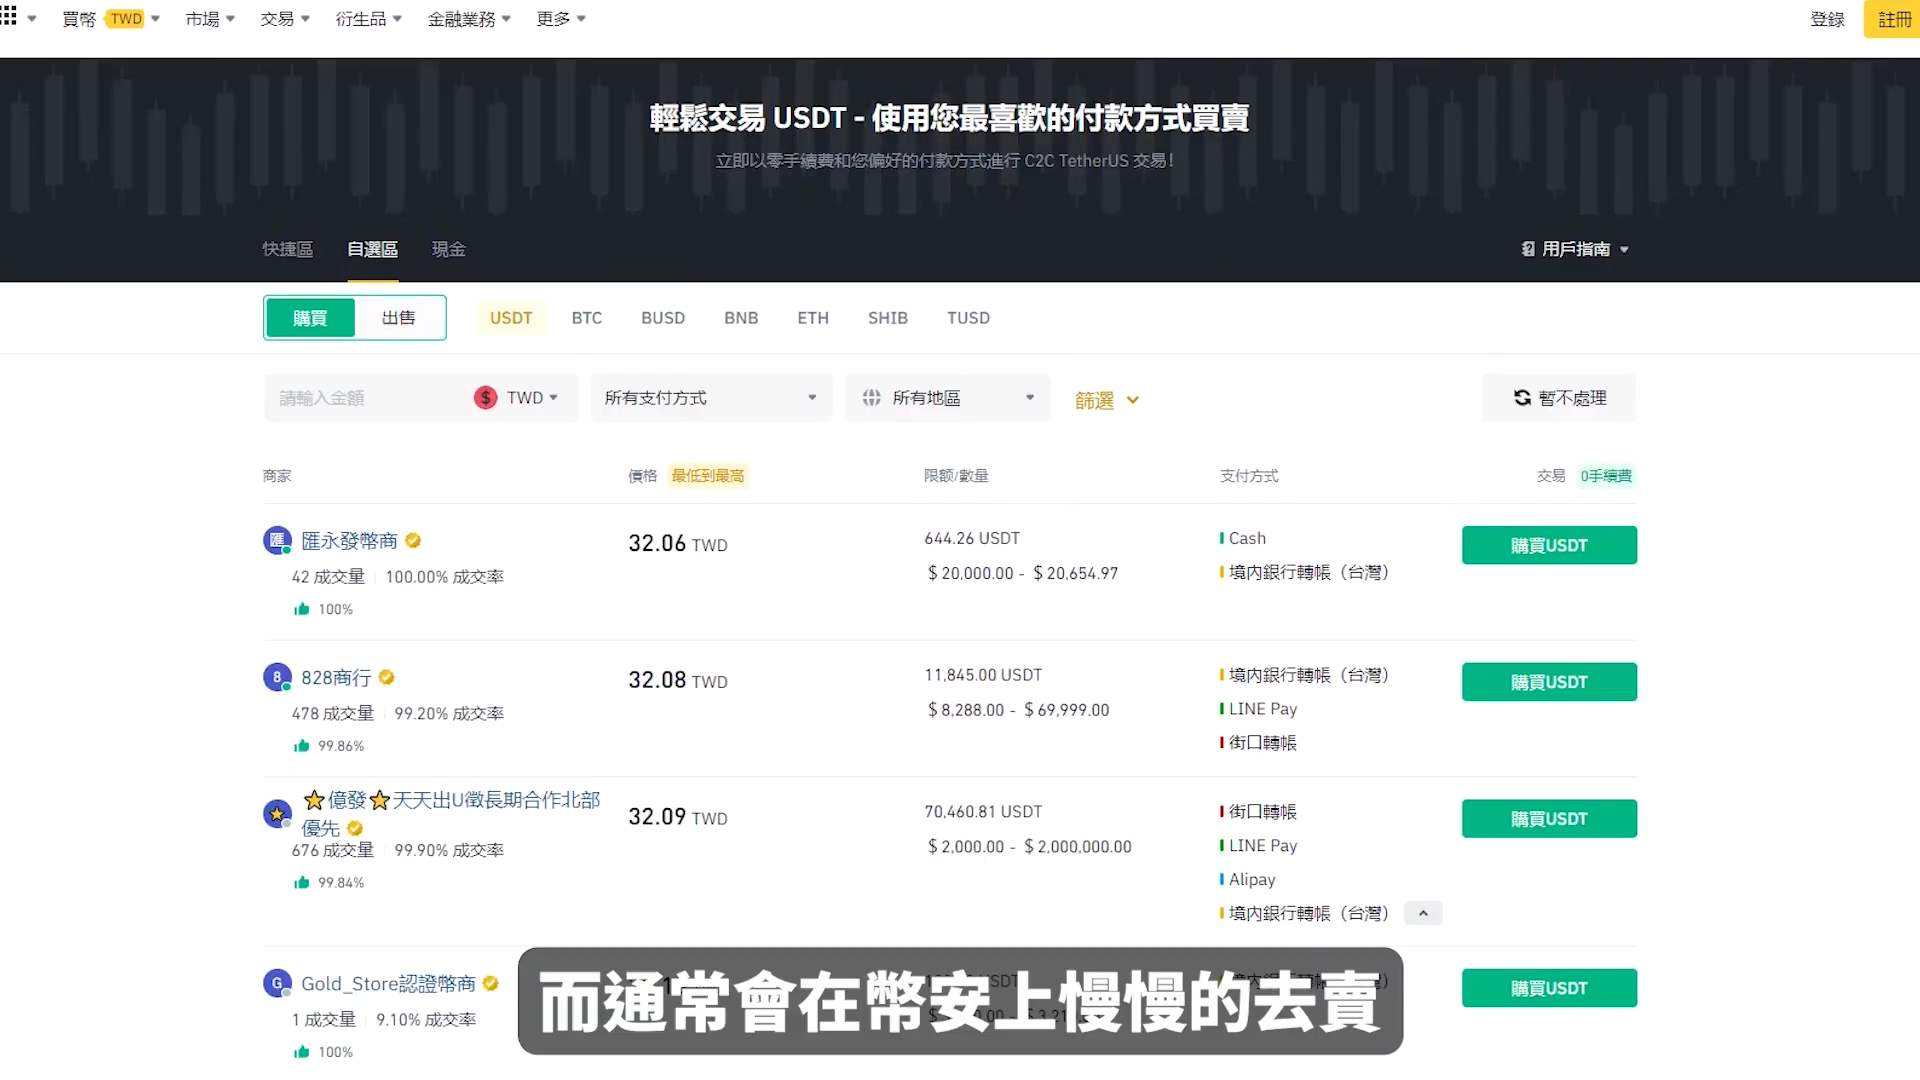 買幣 TWD 市場 交易 衍生品 金融業務 更多 登錄 註冊
輕鬆交易 USDT - 使用您最喜歡的付款方式買賣
立即以零手續費和您偏好的付款方式進行 C2C TetherUS 交易！
快捷區 自選區 現金 用戶指南
購買 出售 USDT BTC BUSD BNB ETH SHIB TUSD
請輸入金額 $ TWD 所有支付方式 所有地區 篩選 暫不處理
商家 價格 最低到最高 限額/數量 支付方式 交易 0手續費
匯 匯永發幣商 32.06 TWD 644.26 USDT Cash 購買USDT
42 成交量 100.00% 成交率 $ 20,000.00 - $ 20,654.97 境內銀行轉帳（台灣）
100%
8 828商行 32.08 TWD 11,845.00 USDT 境內銀行轉帳（台灣） 購買USDT
478 成交量 99.20% 成交率 $ 8,288.00 - $ 69,999.00 LINE Pay
99.86% 街口轉帳
⭐億發⭐天天出U徵長期合作北部
優先 32.09 TWD 70,460.81 USDT 街口轉帳 購買USDT
676 成交量 99.90% 成交率 $ 2,000.00 - $ 2,000,000.00 LINE Pay
99.84% Alipay
境內銀行轉帳（台灣）
G Gold_Store認證幣商 購買USDT
1 成交量 9.10% 成交率
100%
而通常會在幣安上慢慢的去賣